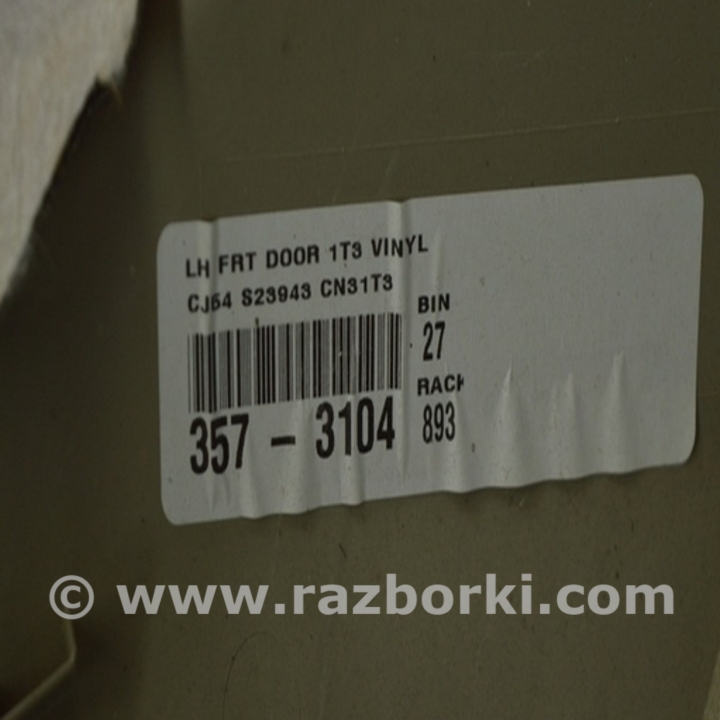 LH FRT DOOR 1T3 VINYL
CJ54 S23943 CN31T3
BIN
27
RACK
893
357 - 3104
© www.razborki.com